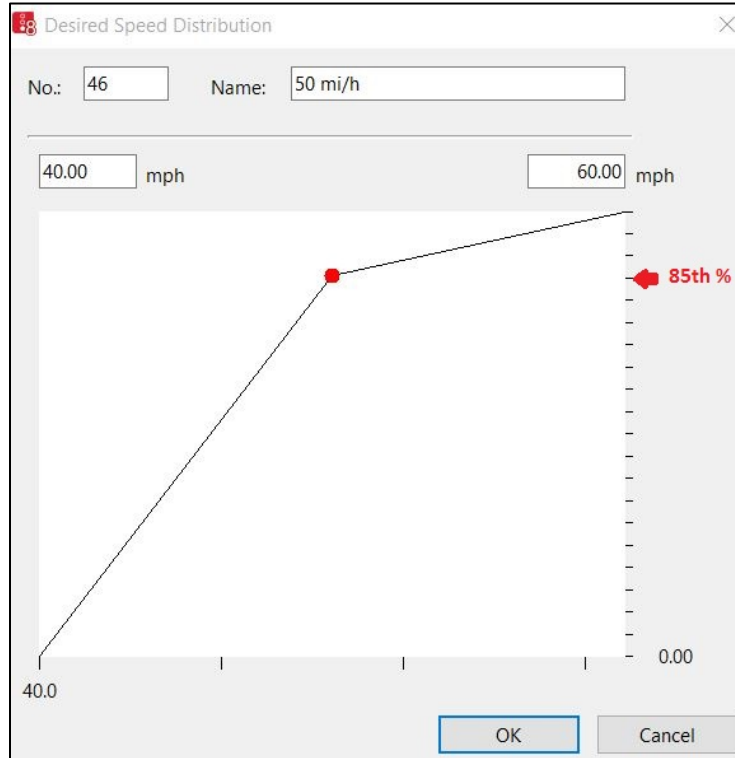 8 Desired Speed Distribution
No.: 46 Name: 50 mi/h
40.00 mph 60.00 mph
85th %
0.00
40.0
OK Cancel